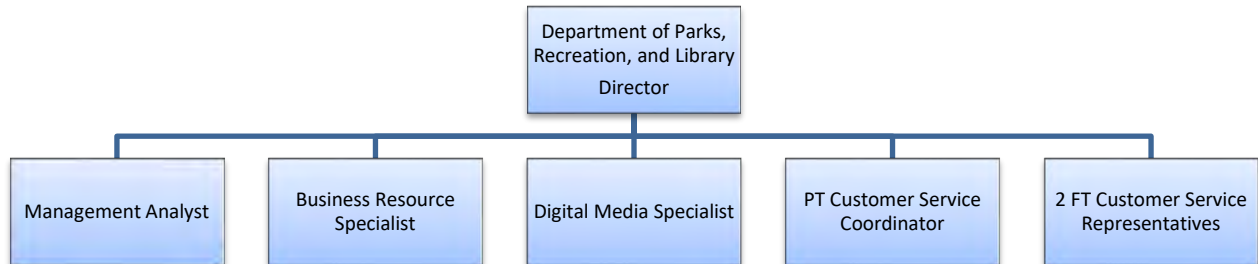 Department of Parks,
Recreation, and Library
Director
Management Analyst
Business Resource
Specialist
Digital Media Specialist
PT Customer Service
Coordinator
2 FT Customer Service
Representatives